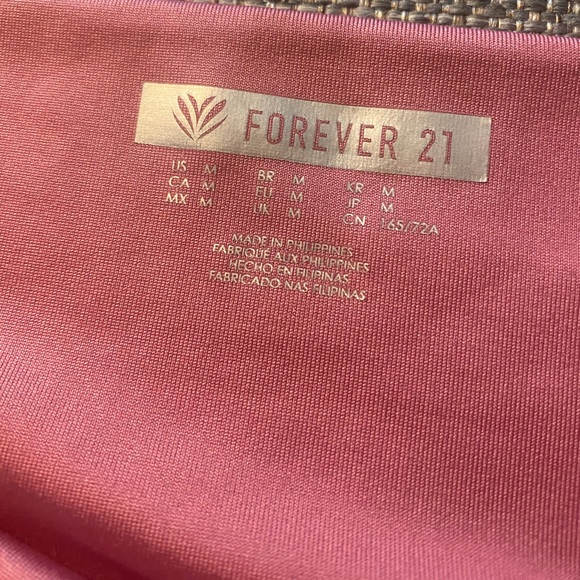 FOREVER 21
US M BR M KR M
CA M EU M JP M
MX M UK M CN 165/72A
MADE IN PHILIPPINES
FABRIQUE AUX PHILIPPINES
HECHO EN FILIPINAS
FABRICADO NAS FILIPINAS